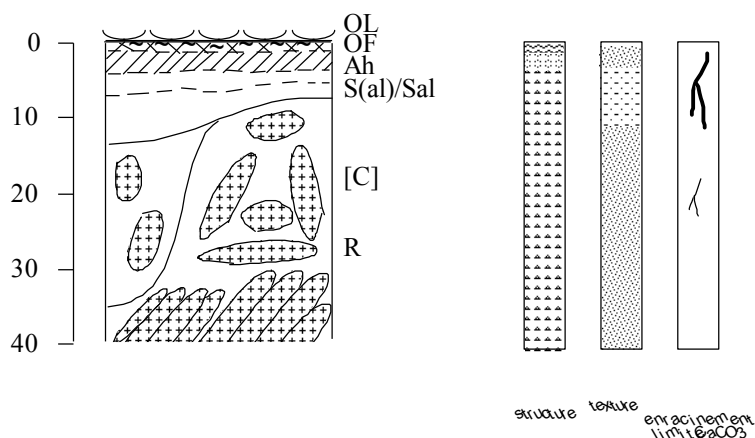 OL
0
OF
Ah
S(al)/Sal
10
[C]
20
R
30
40
structure
texture
enracinement
limite CaCO3